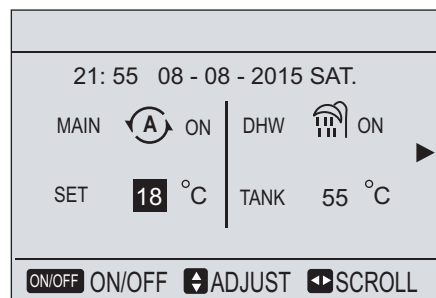 21: 55 08 - 08 - 2015 SAT.
MAIN A ON DHW ON
SET 18 °C TANK 55 °C
ON/OFF ON/OFF ADJUST SCROLL